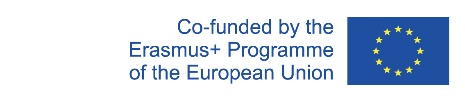 Co-funded by the
Erasmus+ Programme
of the European Union